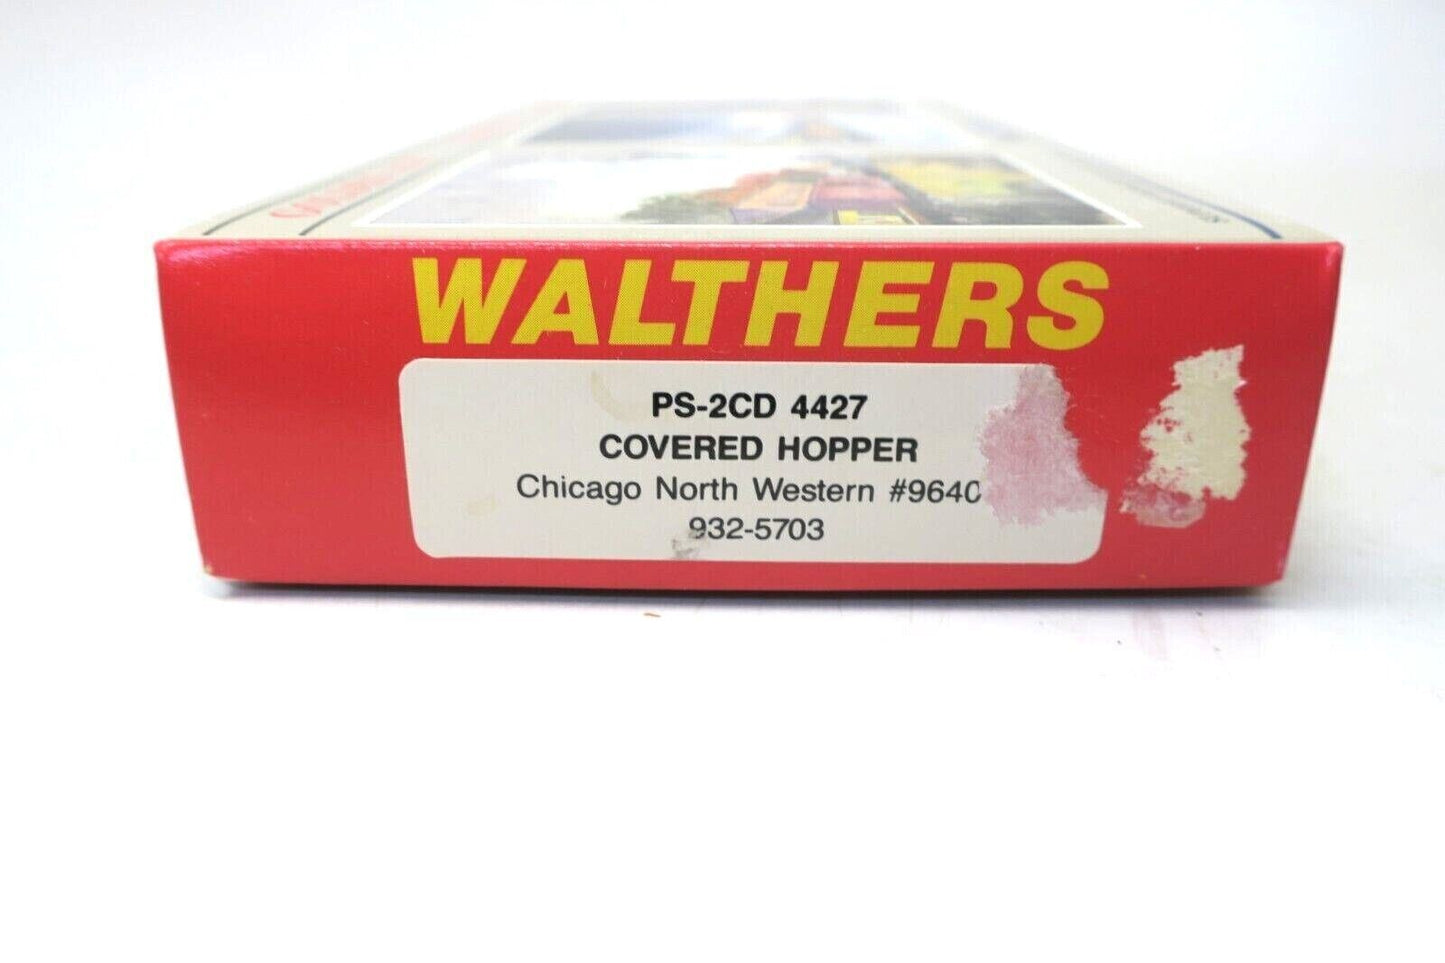 WALTHERS
PS-2CD 4427
COVERED HOPPER
Chicago North Western #9640
932-5703